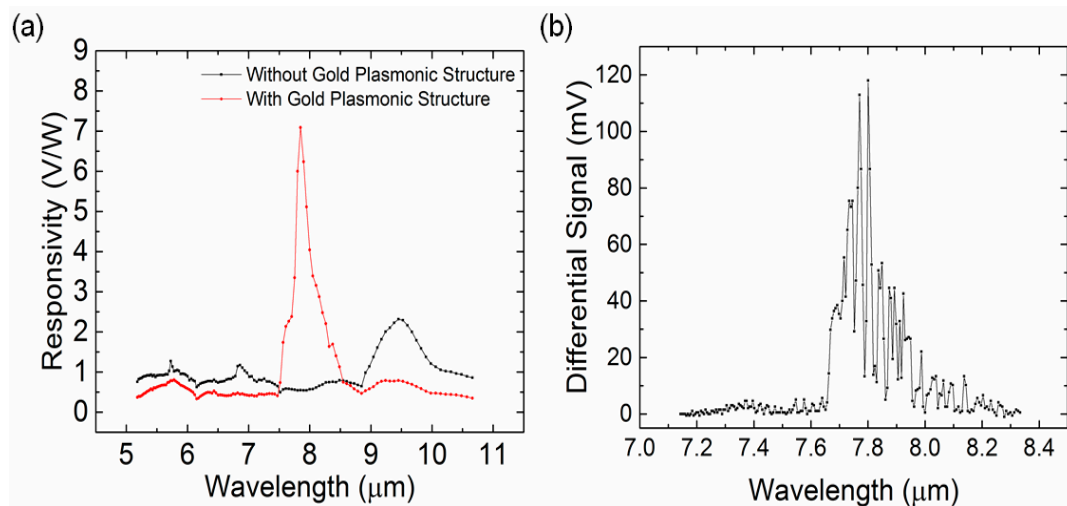 (a)
9
8
7
6
5
4
3
2
1
0
Responsivity (V/W)
Without Gold Plasmonic Structure
With Gold Plasmonic Structure
5 6 7 8 9 10 11
Wavelength (μm)
(b)
120
100
80
60
40
20
0
Differential Signal (mV)
7.0 7.2 7.4 7.6 7.8 8.0 8.2 8.4
Wavelength (μm)